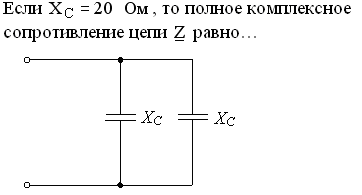 Если X_C = 20 Ом, то полное комплексное
сопротивление цепи Z равно...
X_C X_C